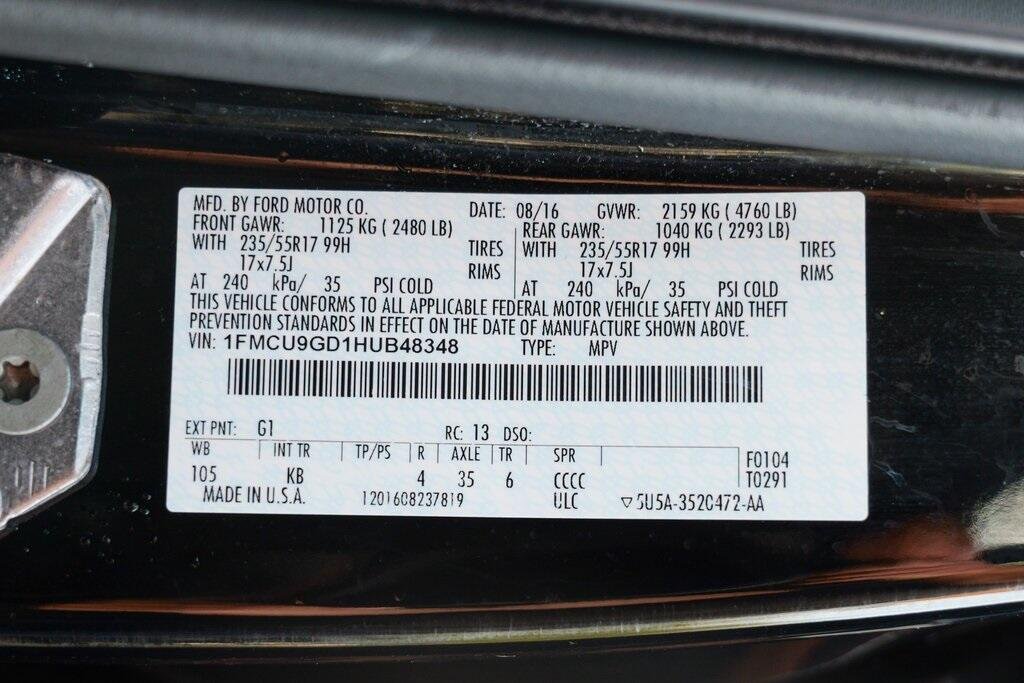 MFD. BY FORD MOTOR CO. DATE: 08/16 GVWR: 2159 KG ( 4760 LB)
FRONT GAWR: 1125 KG ( 2480 LB) REAR GAWR: 1040 KG ( 2293 LB)
WITH 235/55R17 99H TIRES WITH 235/55R17 99H TIRES
17x7.5J RIMS 17x7.5J RIMS
AT 240 kPa/ 35 PSI COLD AT 240 kPa/ 35 PSI COLD
THIS VEHICLE CONFORMS TO ALL APPLICABLE FEDERAL MOTOR VEHICLE SAFETY AND THEFT
PREVENTION STANDARDS IN EFFECT ON THE DATE OF MANUFACTURE SHOWN ABOVE.
VIN: 1FMCU9GD1HUB48348 TYPE: MPV
EXT PNT: G1 RC: 13 DSO:
WB INT TR TP/PS R AXLE TR SPR F0104
105 KB 4 35 6 CCCC T0291
MADE IN U.S.A. 1201608237819 ULC ▽5U5A-3520472-AA